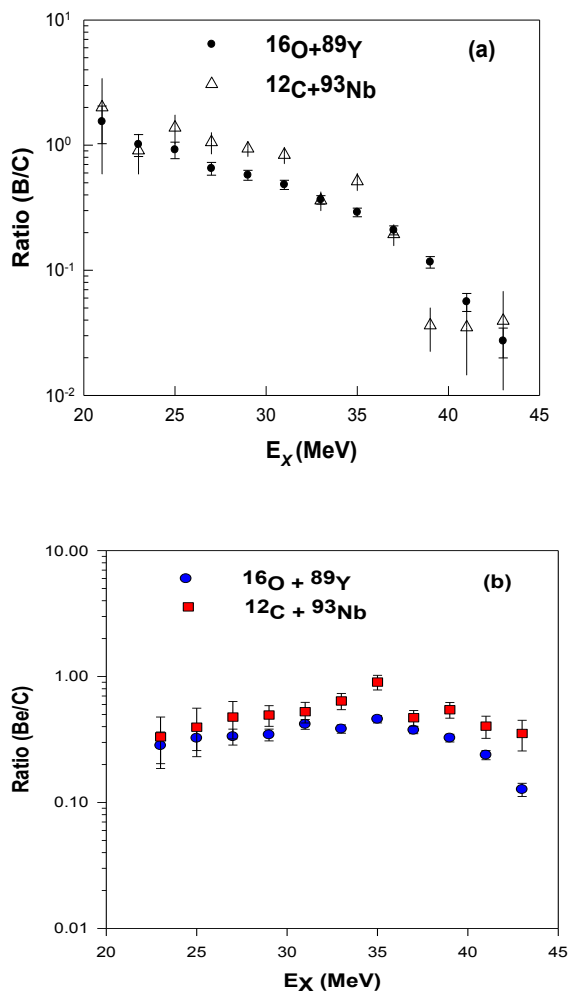 10¹
(a)
¹⁶O+⁸⁹Y
¹²C+⁹³Nb
10⁰
Ratio (B/C)
10⁻¹
10⁻²
20 25 30 35 40 45
Eₓ (MeV)
10.00
(b)
¹⁶O + ⁸⁹Y
¹²C + ⁹³Nb
1.00
Ratio (Be/C)
0.10
0.01
20 25 30 35 40 45
Eₓ (MeV)